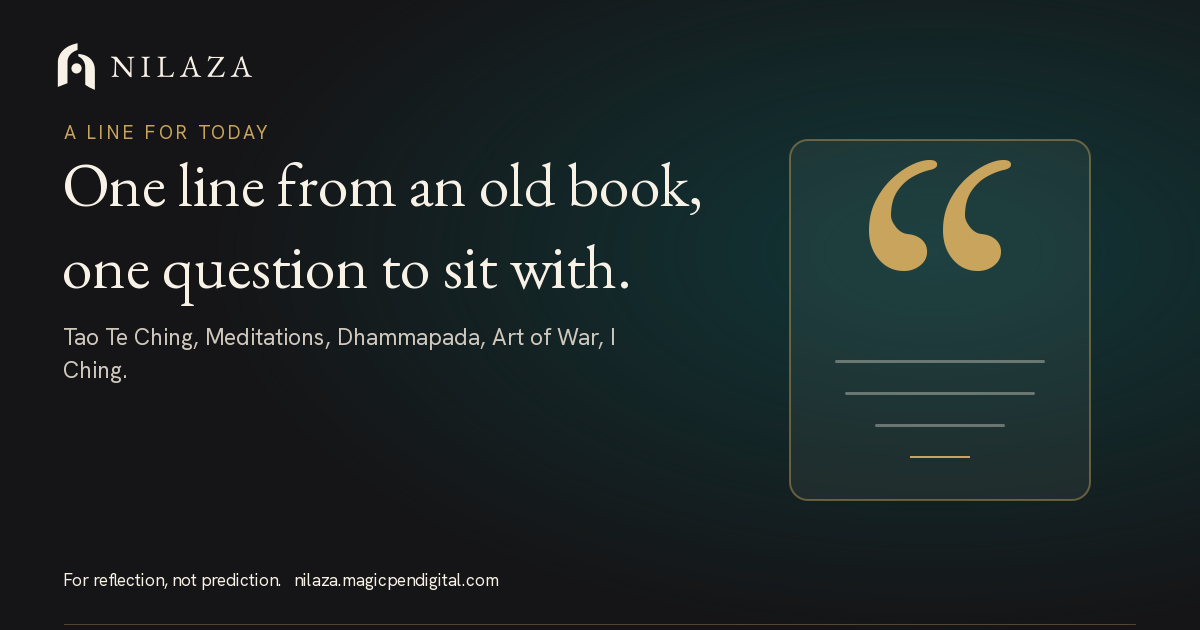 NILAZA
A LINE FOR TODAY
One line from an old book,
one question to sit with.
Tao Te Ching, Meditations, Dhammapada, Art of War, I
Ching.
“
For reflection, not prediction. nilaza.magicpendigital.com